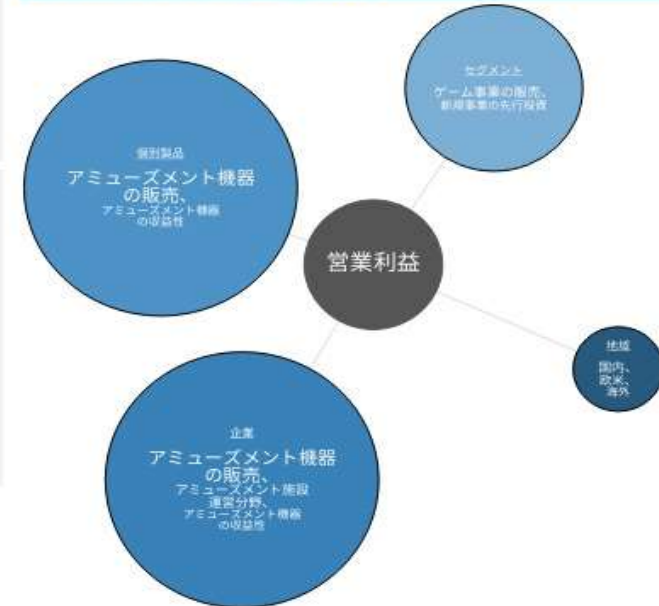 セグメント
ゲーム事業の販売、
新規事業の先行投資
個別製品
アミューズメント機器
の販売、
アミューズメント機器
の収益性
営業利益
地域
国内、
欧米、
海外
企業
アミューズメント機器
の販売、
アミューズメント施設
運営分野、
アミューズメント機器
の収益性